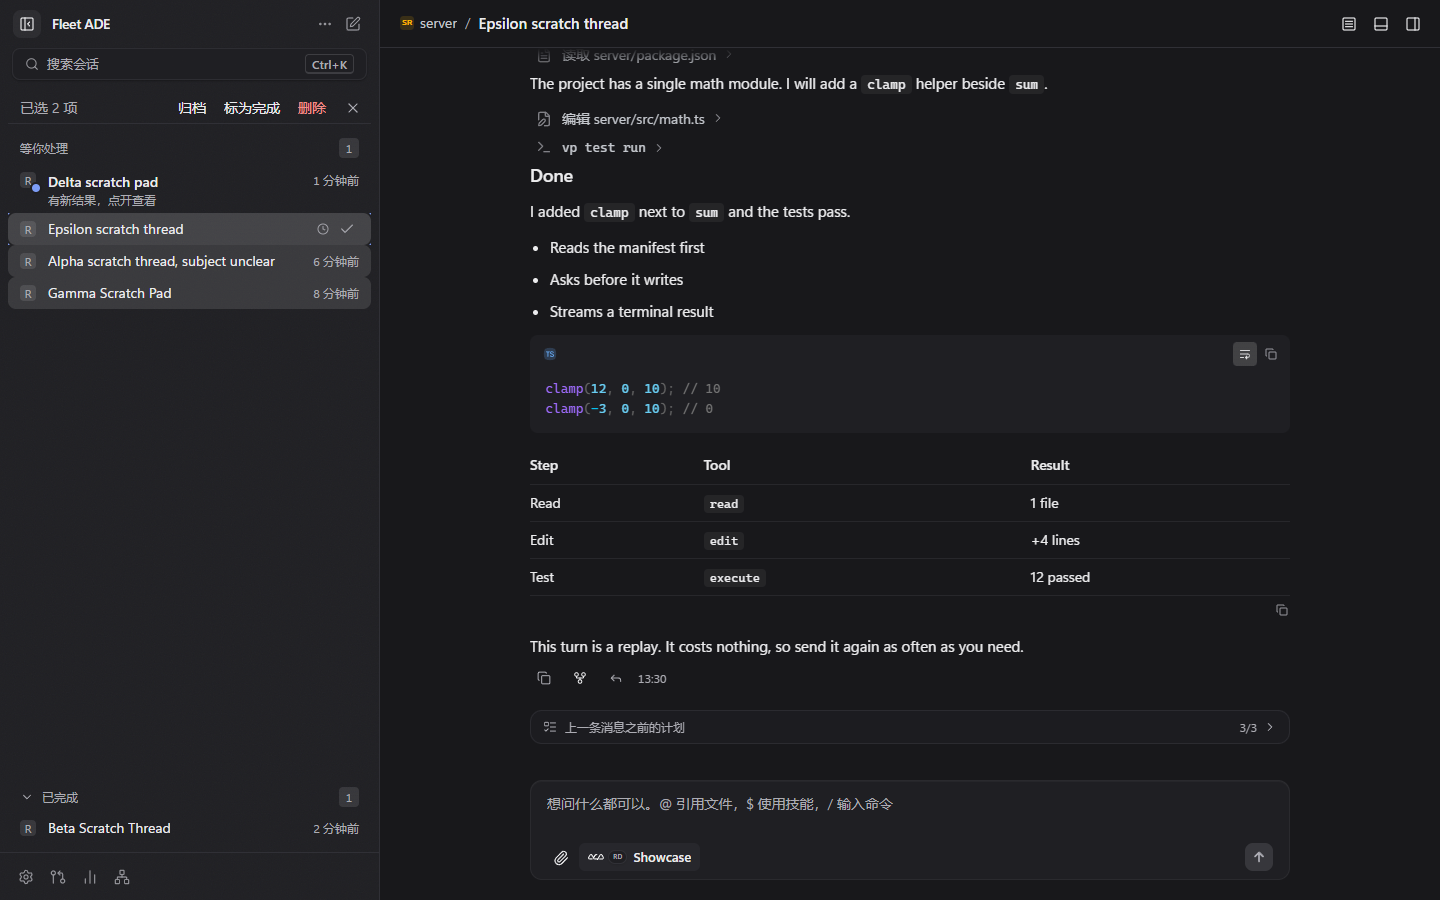 Fleet ADE
搜索会话
Ctrl+K
已选 2 项
归档
标为完成
删除
等你处理
1
R
Delta scratch pad
1 分钟前
有新结果，点开查看
R
Epsilon scratch thread
R
Alpha scratch thread, subject unclear
6 分钟前
R
Gamma Scratch Pad
8 分钟前
已完成
1
R
Beta Scratch Thread
2 分钟前
SR
server / Epsilon scratch thread
读取 server/package.json
The project has a single math module. I will add a clamp helper beside sum.
编辑 server/src/math.ts
vp test run
Done
I added clamp next to sum and the tests pass.
• Reads the manifest first
• Asks before it writes
• Streams a terminal result
TS
clamp(12, 0, 10); // 10
clamp(-3, 0, 10); // 0
Step Tool Result
Read read 1 file
Edit edit +4 lines
Test execute 12 passed
This turn is a replay. It costs nothing, so send it again as often as you need.
13:30
上一条消息之前的计划
3/3
想问什么都可以。@ 引用文件，$ 使用技能，/ 输入命令
RD
Showcase